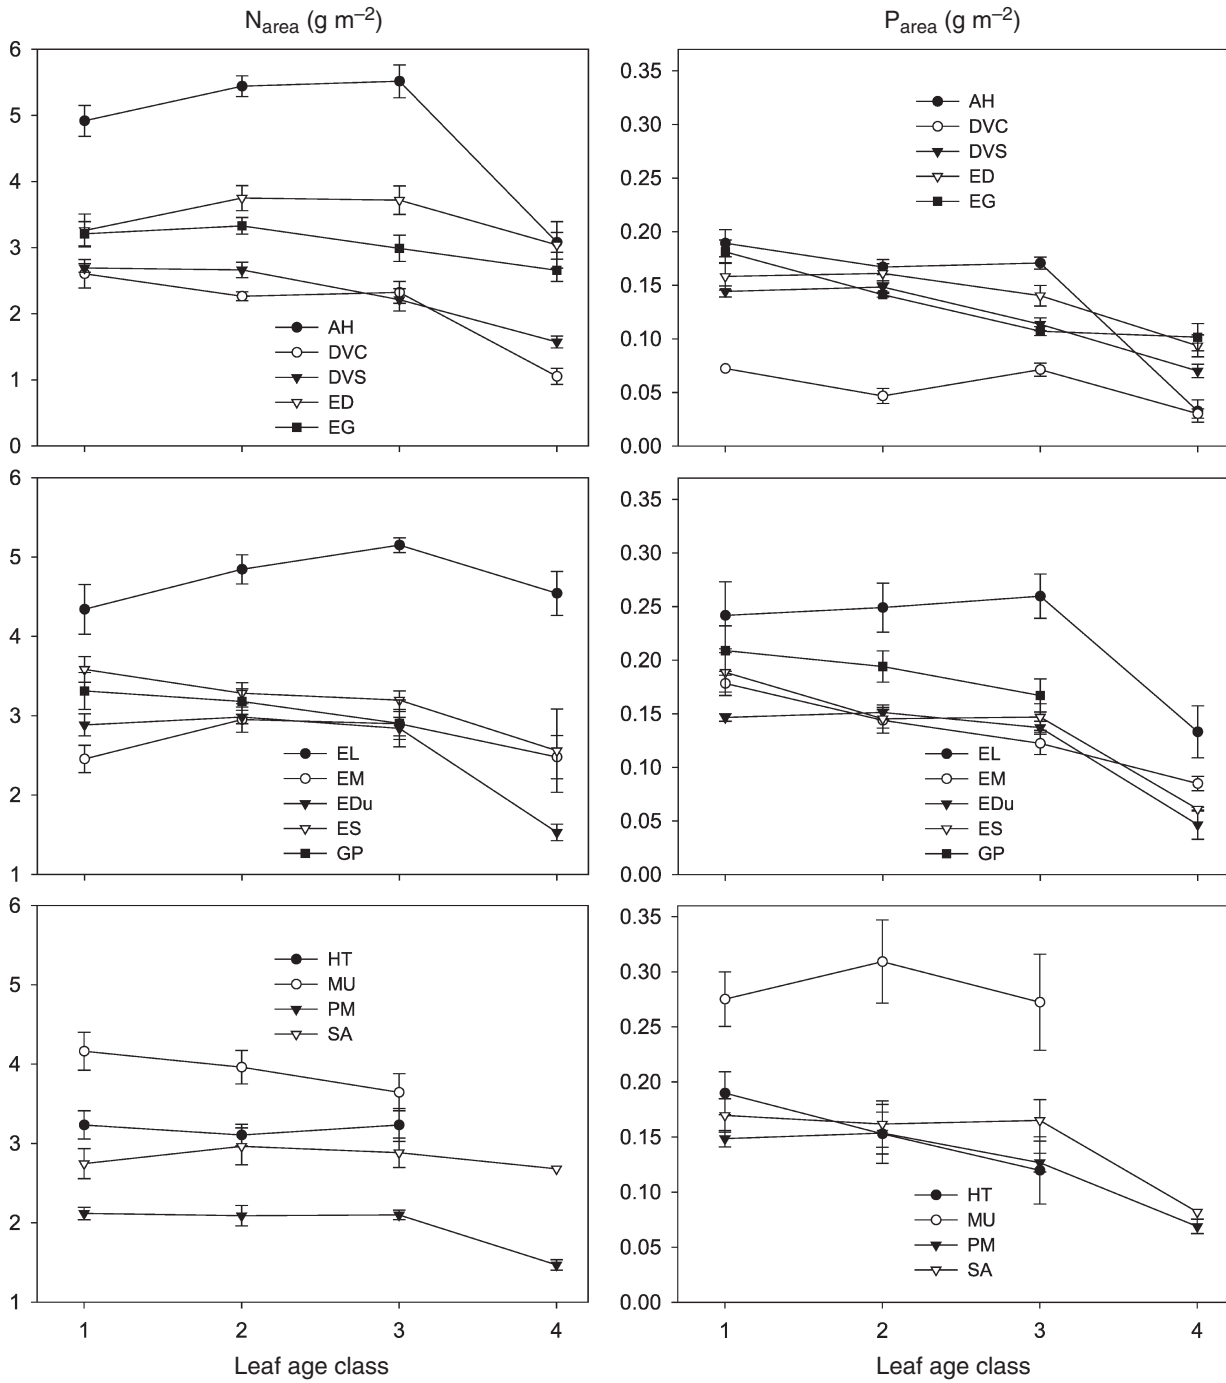 N_area (g m–2)
P_area (g m–2)
6
5
4
3
2
1
0
AH
DVC
DVS
ED
EG
0.35
0.30
0.25
0.20
0.15
0.10
0.05
0.00
AH
DVC
DVS
ED
EG
6
5
4
3
2
1
EL
EM
EDu
ES
GP
0.35
0.30
0.25
0.20
0.15
0.10
0.05
0.00
EL
EM
EDu
ES
GP
6
5
4
3
2
1
HT
MU
PM
SA
1 2 3 4
Leaf age class
0.35
0.30
0.25
0.20
0.15
0.10
0.05
0.00
HT
MU
PM
SA
1 2 3 4
Leaf age class